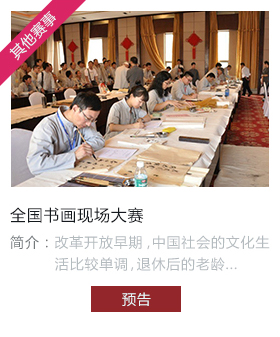 其他赛事
全国书画现场大赛
简介：改革开放早期，中国社会的文化生
活比较单调，退休后的老龄...
预告